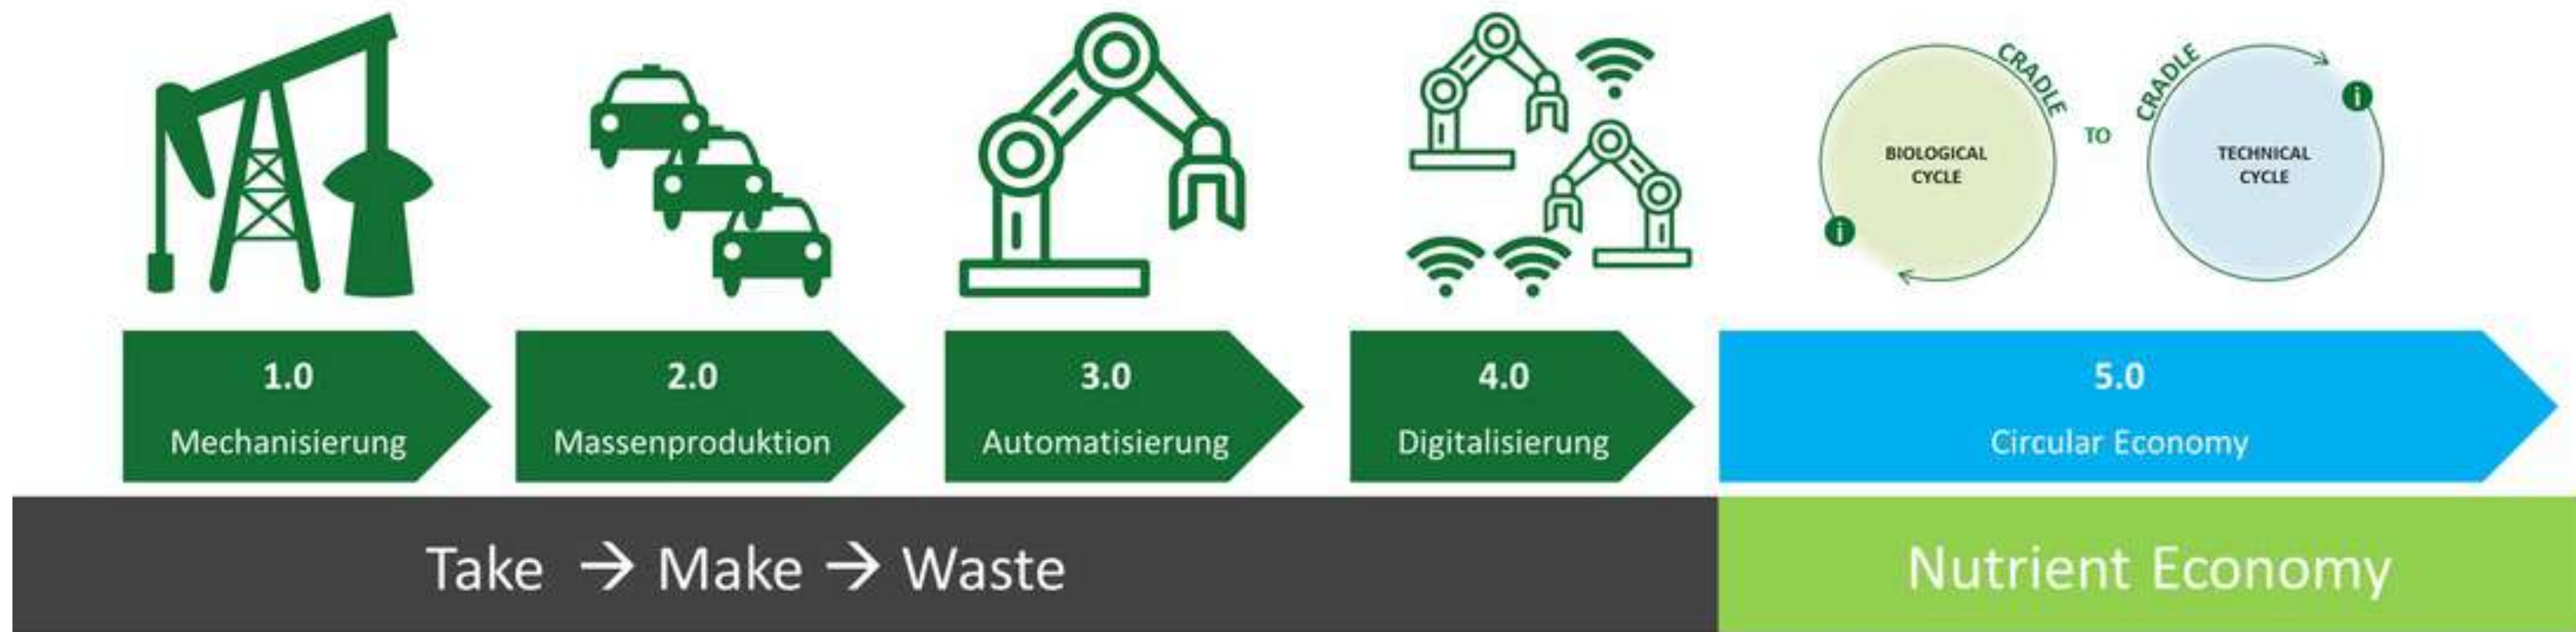 CRADLE
TO
CRADLE
BIOLOGICAL
CYCLE
TECHNICAL
CYCLE
i
i
1.0
Mechanisierung
2.0
Massenproduktion
3.0
Automatisierung
4.0
Digitalisierung
5.0
Circular Economy
Take → Make → Waste
Nutrient Economy